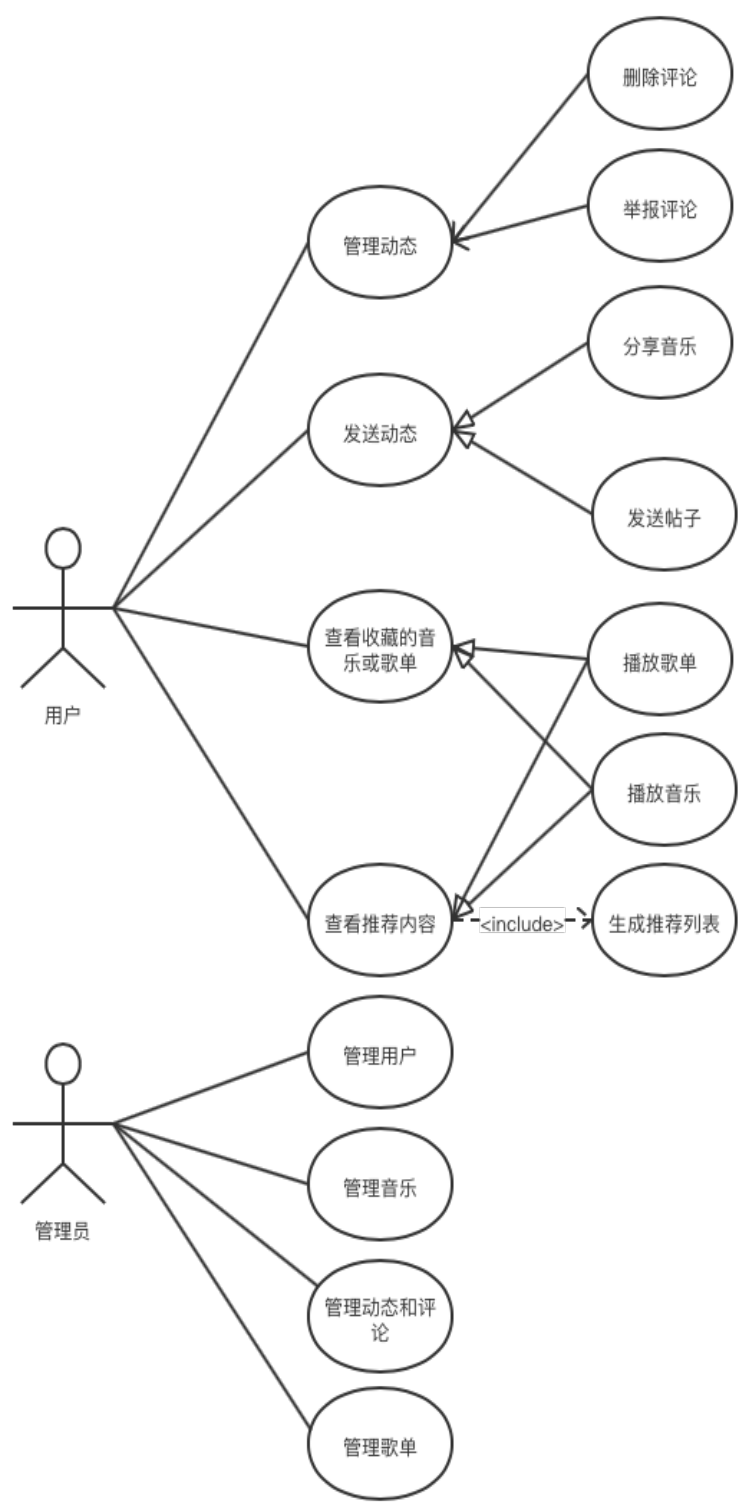 删除评论
举报评论
管理动态
分享音乐
发送动态
发送帖子
查看收藏的音
乐或歌单
播放歌单
用户
播放音乐
查看推荐内容
<include>
生成推荐列表
管理用户
管理音乐
管理员
管理动态和评
论
管理歌单